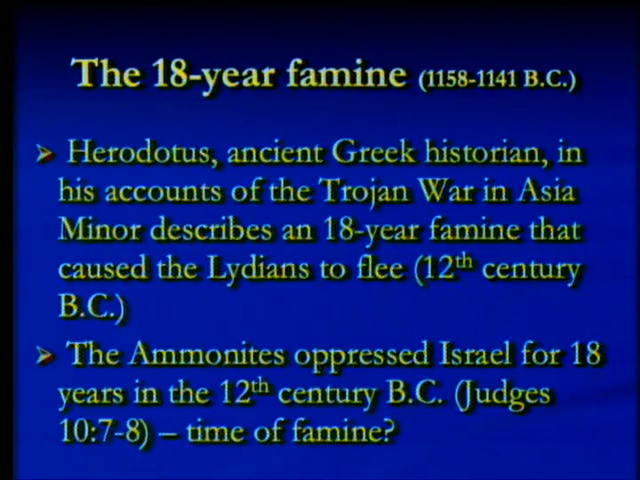 The 18-year famine (1158-1141 B.C.)
➢ Herodotus, ancient Greek historian, in
his accounts of the Trojan War in Asia
Minor describes an 18-year famine that
caused the Lydians to flee (12th century
B.C.)
➢ The Ammonites oppressed Israel for 18
years in the 12th century B.C. (Judges
10:7-8) – time of famine?